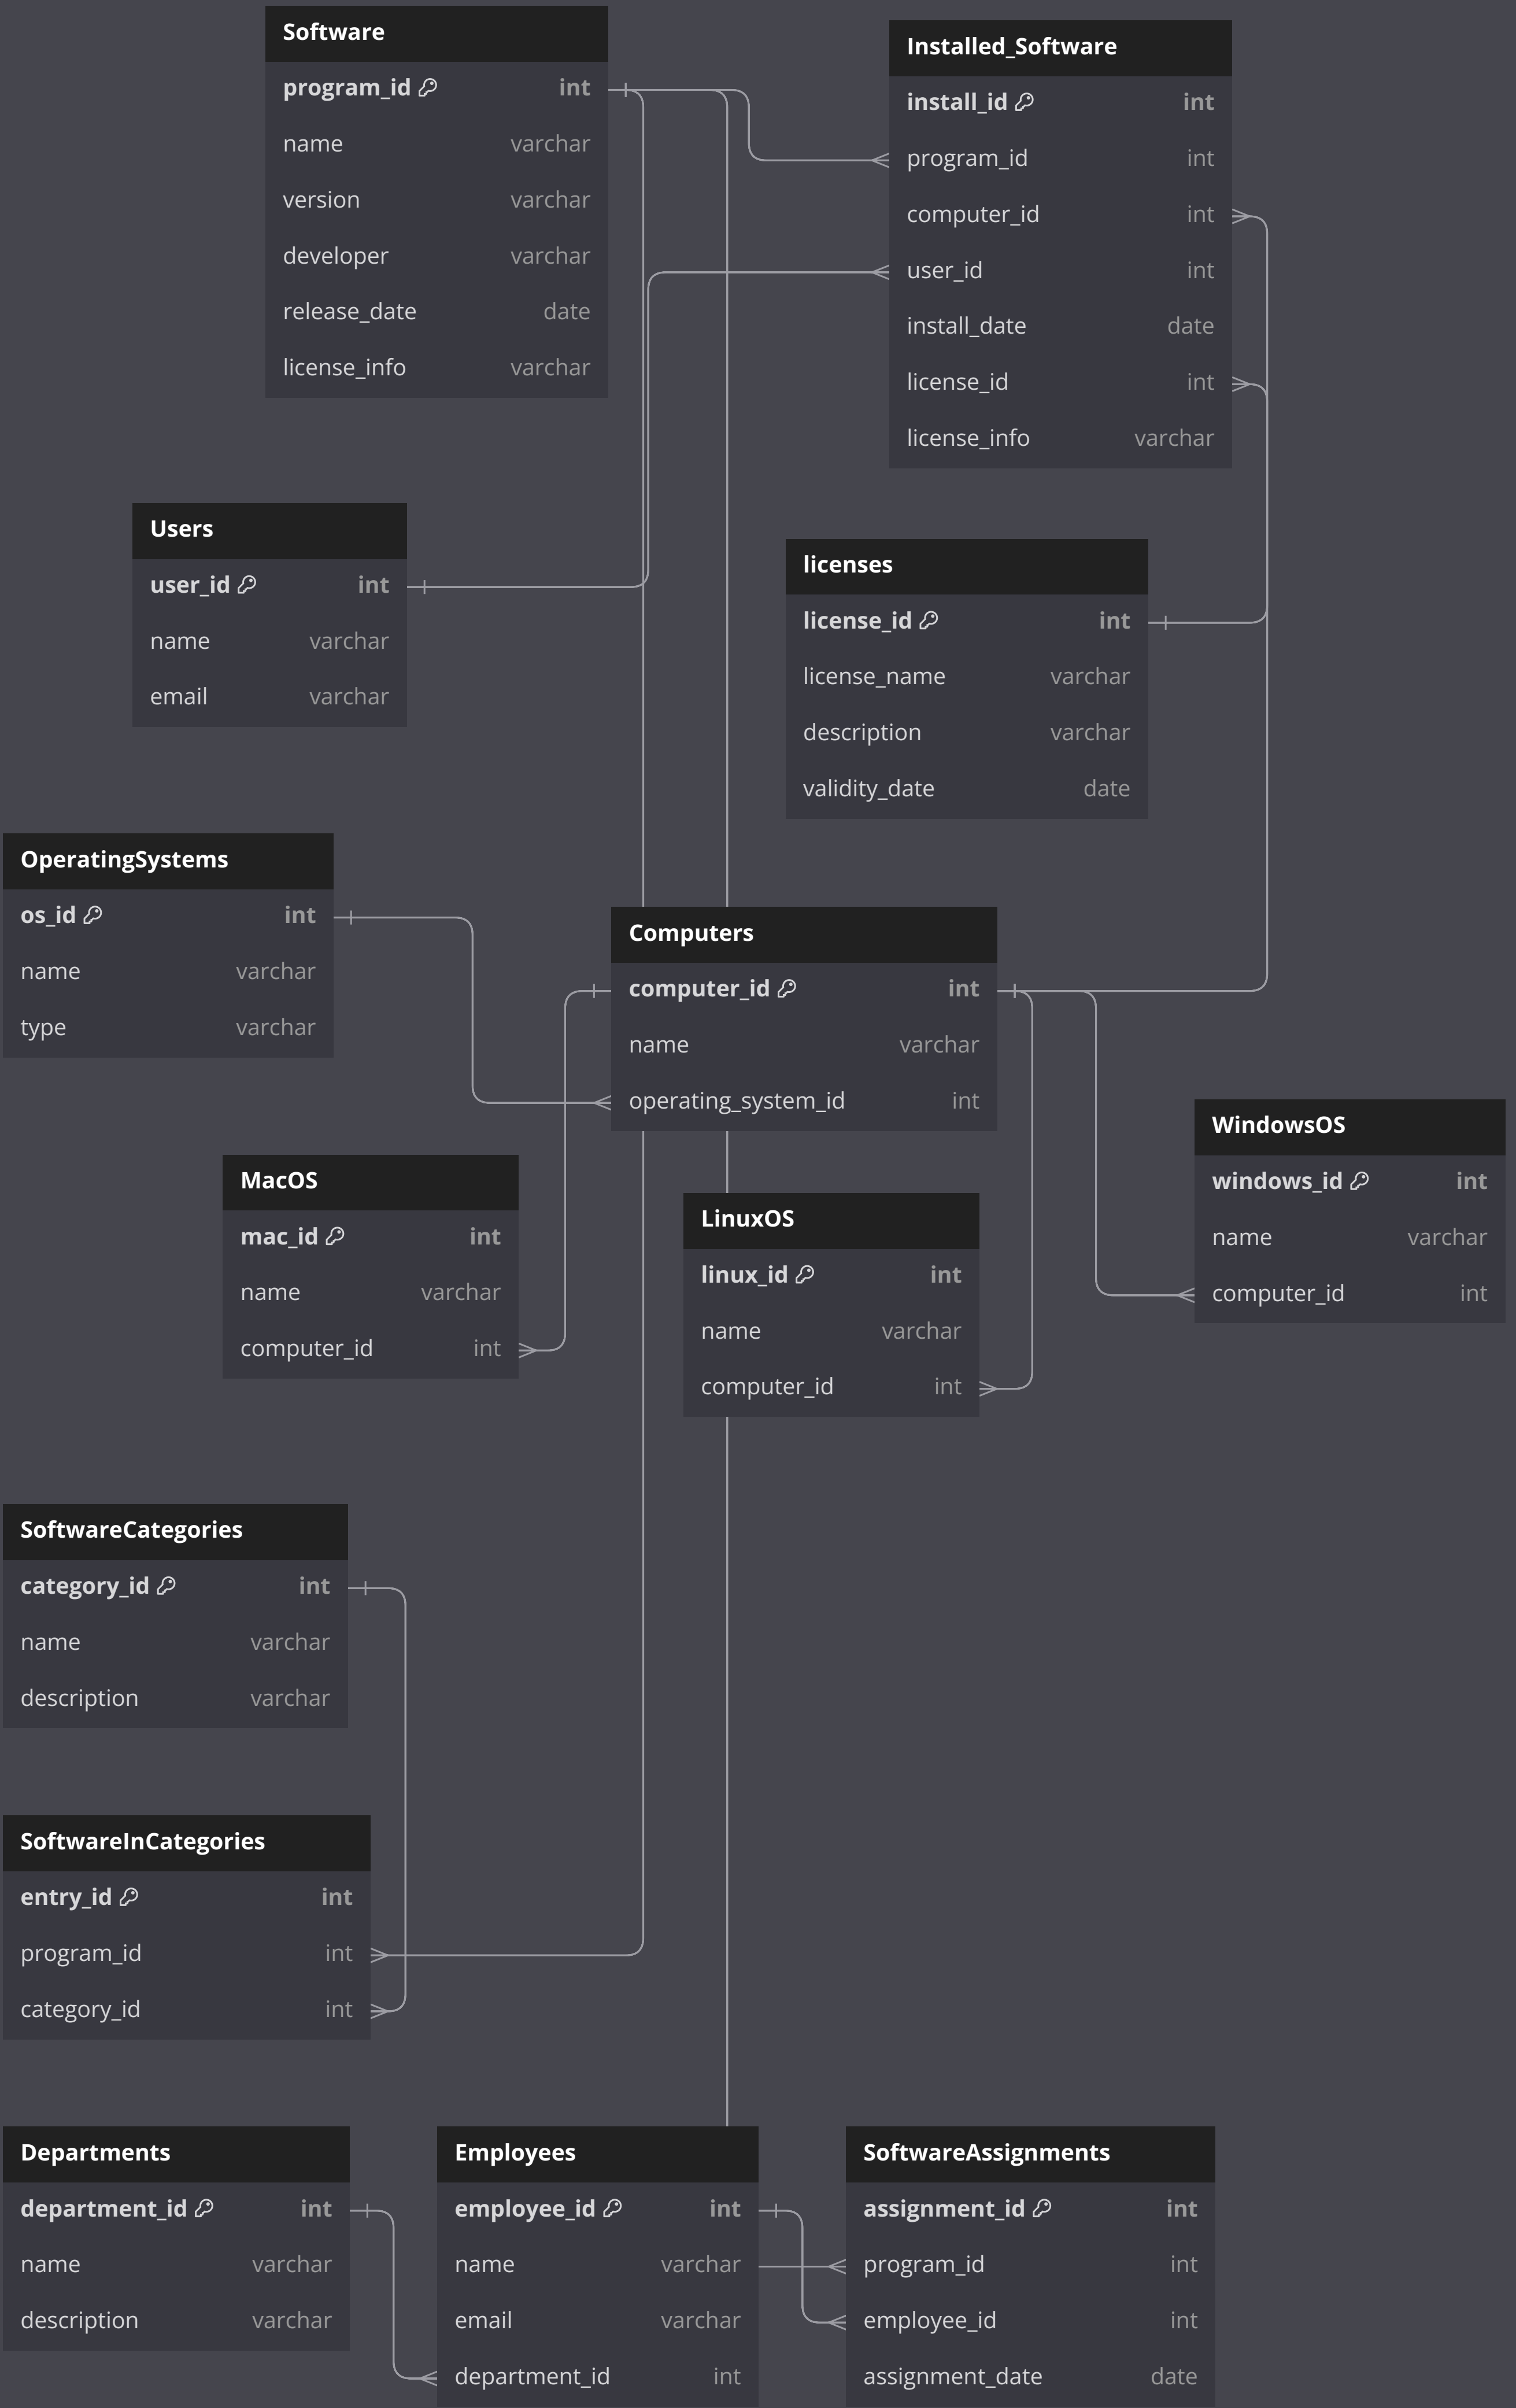 Software
program_id int
name varchar
version varchar
developer varchar
release_date date
license_info varchar
Installed_Software
install_id int
program_id int
computer_id int
user_id int
install_date date
license_id int
license_info varchar
Users
user_id int
name varchar
email varchar
licenses
license_id int
license_name varchar
description varchar
validity_date date
OperatingSystems
os_id int
name varchar
type varchar
Computers
computer_id int
name varchar
operating_system_id int
WindowsOS
windows_id int
name varchar
computer_id int
MacOS
mac_id int
name varchar
computer_id int
LinuxOS
linux_id int
name varchar
computer_id int
SoftwareCategories
category_id int
name varchar
description varchar
SoftwareInCategories
entry_id int
program_id int
category_id int
Departments
department_id int
name varchar
description varchar
Employees
employee_id int
name varchar
email varchar
department_id int
SoftwareAssignments
assignment_id int
program_id int
employee_id int
assignment_date date